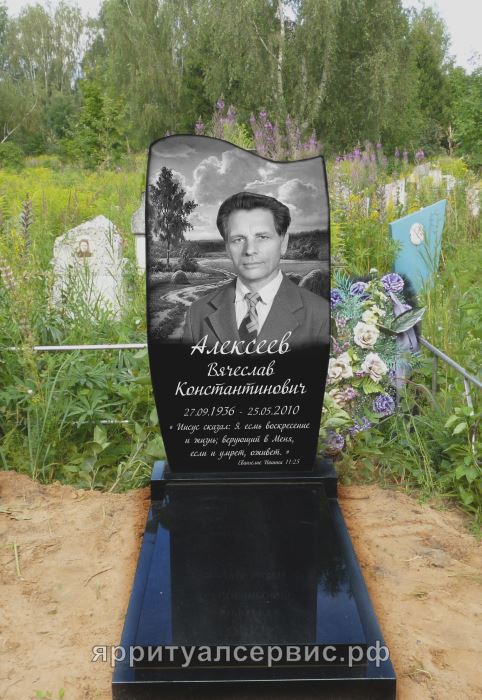 Алексеев
Вячеслав
Константинович
27.09.1936 - 25.05.2010
" Иисус сказал: Я есмь воскресение
и жизнь; верующий в Меня,
если и умрет, оживет. "
Евангелие Иоанна 11:25
ярритуалсервис.рф